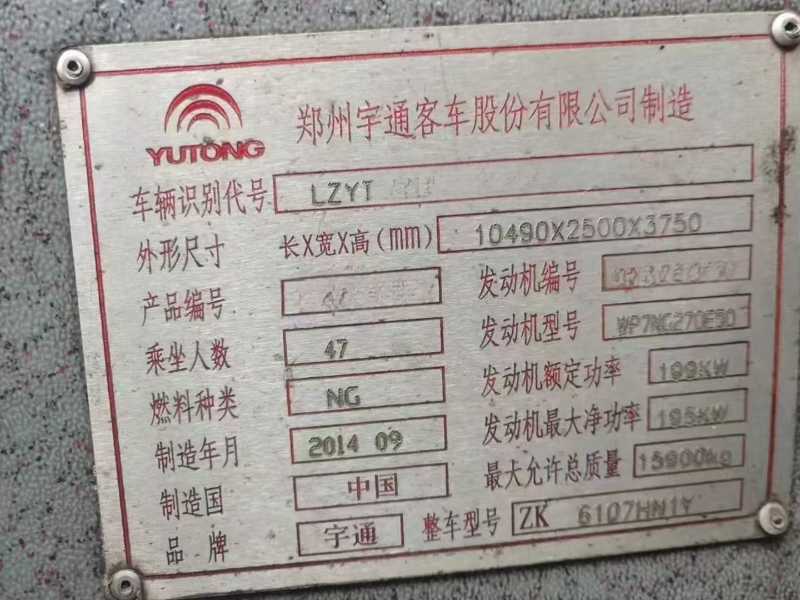 YUTONG
郑州宇通客车股份有限公司制造
车辆识别代号 LZYT
外形尺寸 长X宽X高(mm) 10490X2500X3750
产品编号 发动机编号
乘坐人数 47 发动机型号 WP7NG270E50
燃料种类 NG 发动机额定功率 199KW
制造年月 2014 09 发动机最大净功率 195KW
制造国 中国 最大允许总质量 15900kg
品牌 宇通 整车型号 ZK 6107HN1Y